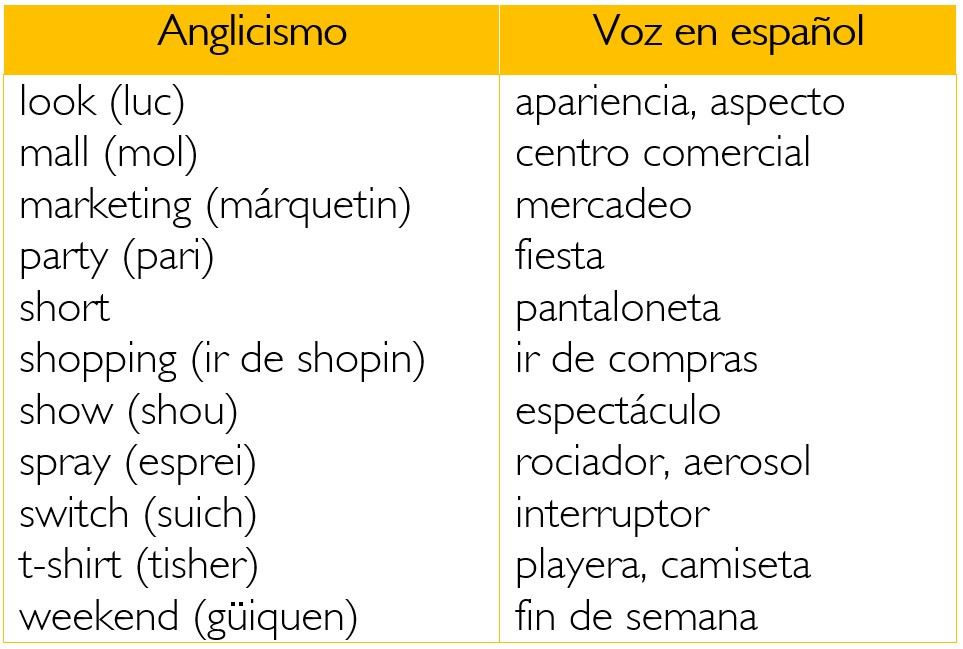 Anglicismo Voz en español
look (luc) apariencia, aspecto
mall (mol) centro comercial
marketing (márquetin) mercadeo
party (pari) fiesta
short pantaloneta
shopping (ir de shopin) ir de compras
show (shou) espectáculo
spray (esprei) rociador, aerosol
switch (suich) interruptor
t-shirt (tisher) playera, camiseta
weekend (güiquen) fin de semana